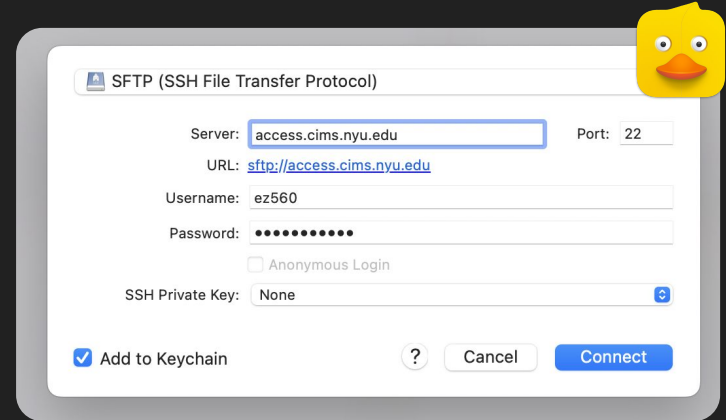 SFTP (SSH File Transfer Protocol)
Server: access.cims.nyu.edu Port: 22
URL: sftp://access.cims.nyu.edu
Username: ez560
Password: •••••••••••
Anonymous Login
SSH Private Key: None
Add to Keychain ? Cancel Connect